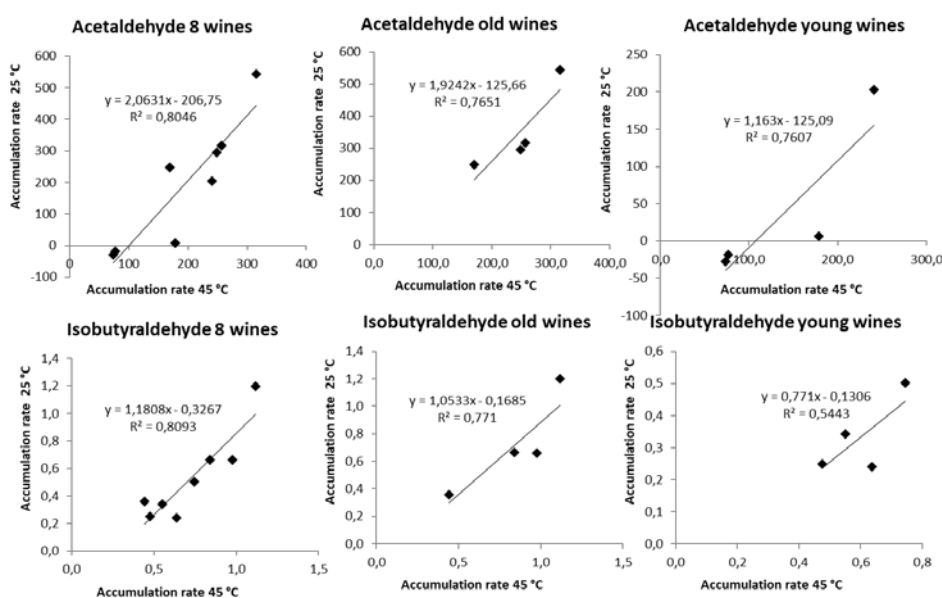 Acetaldehyde 8 wines
Accumulation rate 25 °C
600
500
400
300
200
100
0
-100
y = 2,0631x - 206,75
R² = 0,8046
0
100
200
300
400
Accumulation rate 45 °C
Acetaldehyde old wines
Accumulation rate 25 °C
600
500
400
300
200
100
0
y = 1,9242x - 125,66
R² = 0,7651
0,0
100,0
200,0
300,0
400,0
Accumulation rate 45 °C
Acetaldehyde young wines
Accumulation rate 25 °C
250
200
150
100
50
0
-50
-100
y = 1,163x - 125,09
R² = 0,7607
0,0
100,0
200,0
300,0
Accumulation rate 45 °C
Isobutyraldehyde 8 wines
Accumulation rate 25 °C
1,4
1,2
1,0
0,8
0,6
0,4
0,2
0,0
y = 1,1808x - 0,3267
R² = 0,8093
0,0
0,5
1,0
1,5
Accumulation rate 45 °C
Isobutyraldehyde old wines
Accumulation rate 25 °C
1,4
1,2
1,0
0,8
0,6
0,4
0,2
0,0
y = 1,0533x - 0,1685
R² = 0,771
0,0
0,5
1,0
1,5
Accumulation rate 45 °C
Isobutyraldehyde young wines
Accumulation rate 25 °C
0,6
0,5
0,4
0,3
0,2
0,1
0,0
y = 0,771x - 0,1306
R² = 0,5443
0,0
0,2
0,4
0,6
0,8
Accumulation rate 45 °C